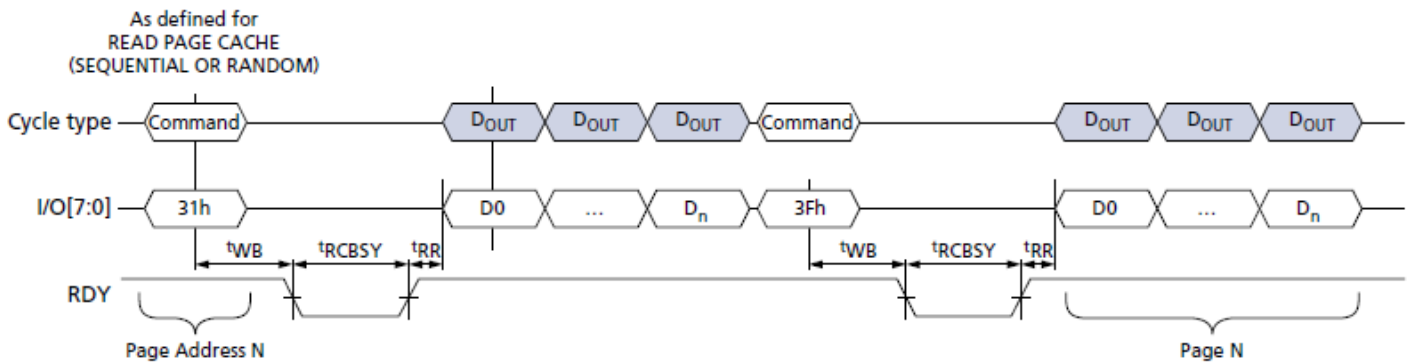 As defined for
READ PAGE CACHE
(SEQUENTIAL OR RANDOM)
Cycle type Command DOUT DOUT DOUT Command DOUT DOUT DOUT
I/O[7:0] 31h D0 ... Dn 3Fh D0 ... Dn
tWB tRCBSY tRR tWB tRCBSY tRR
RDY
Page Address N Page N